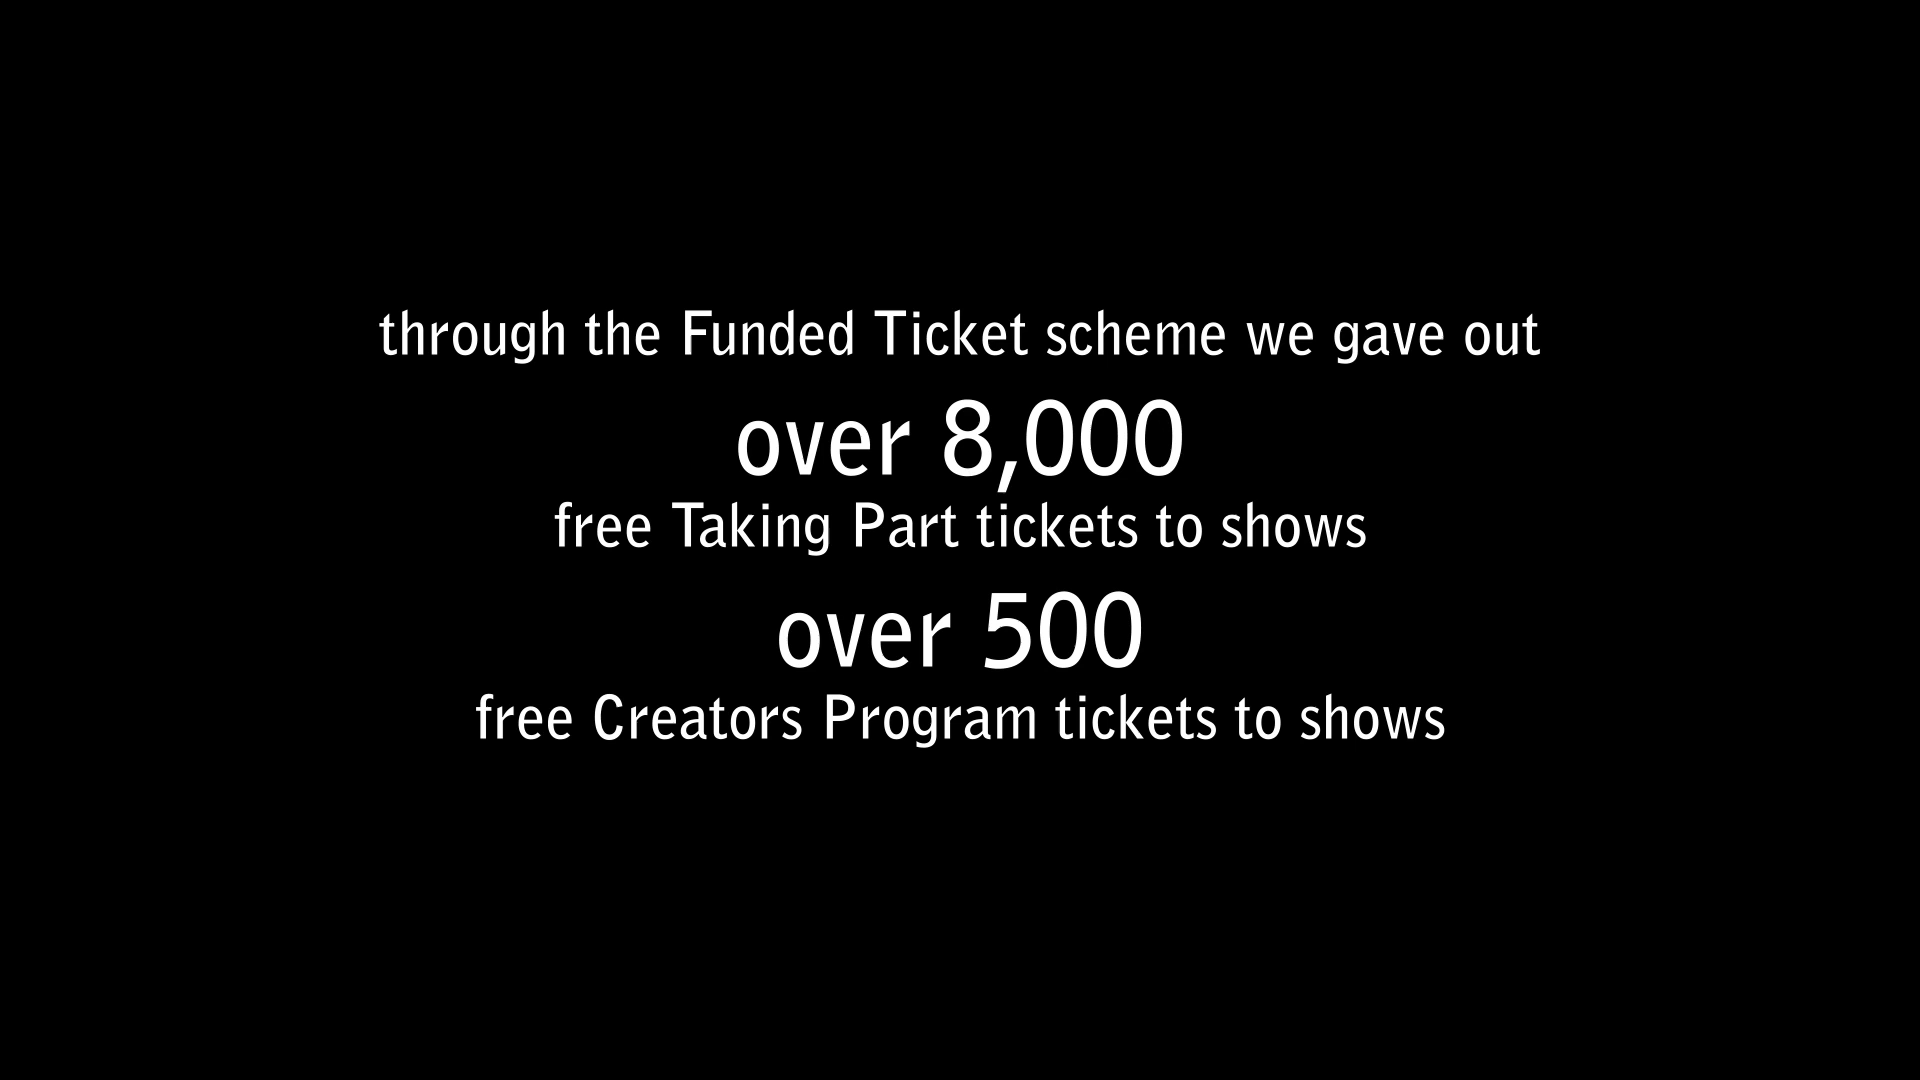 through the Funded Ticket scheme we gave out
over 8,000
free Taking Part tickets to shows
over 500
free Creators Program tickets to shows